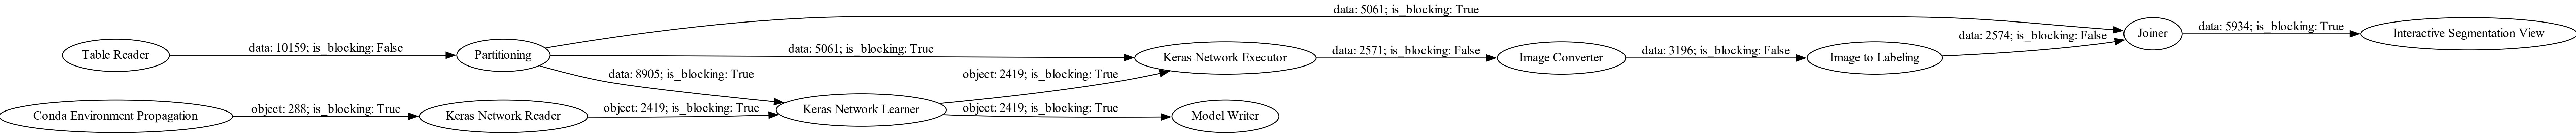 data: 5061; is_blocking: True
Table Reader
data: 10159; is_blocking: False
Partitioning
data: 5061; is_blocking: True
Keras Network Executor
data: 2571; is_blocking: False
Image Converter
data: 3196; is_blocking: False
Image to Labeling
data: 2574; is_blocking: False
Joiner
data: 5934; is_blocking: True
Interactive Segmentation View
data: 8905; is_blocking: True
object: 2419; is_blocking: True
Conda Environment Propagation
object: 288; is_blocking: True
Keras Network Reader
object: 2419; is_blocking: True
Keras Network Learner
object: 2419; is_blocking: True
Model Writer